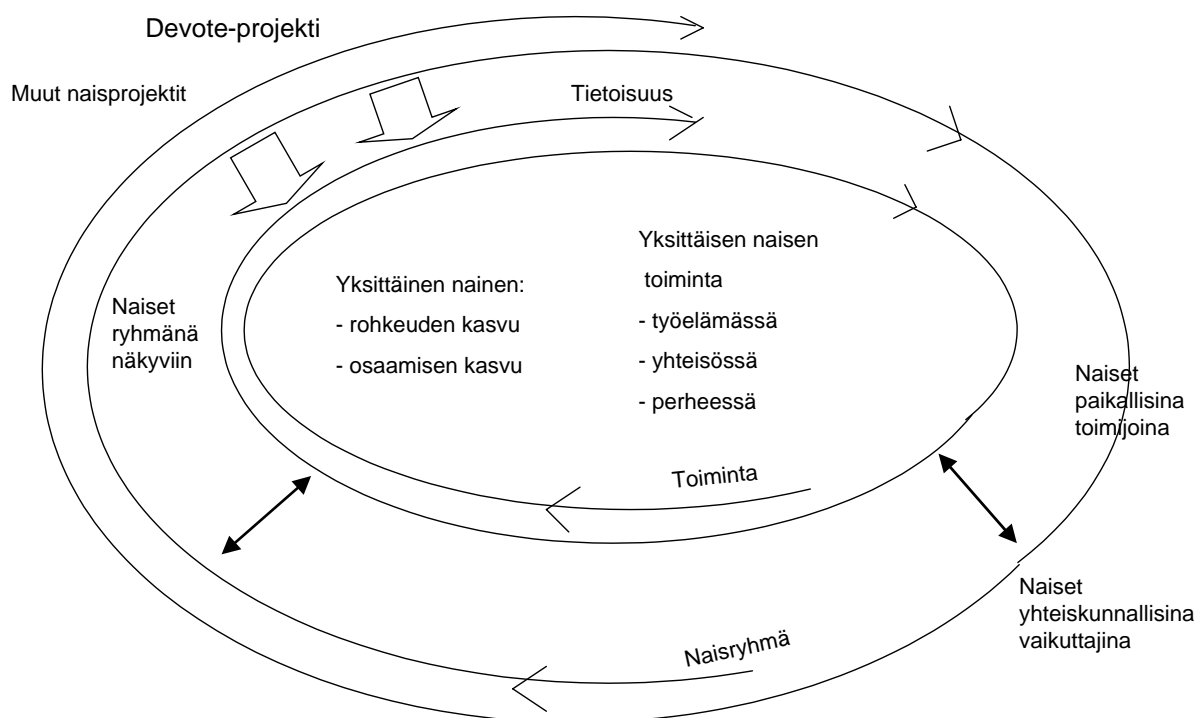 Devote-projekti
Muut naisprojektit
Tietoisuus
Yksittäinen nainen:
- rohkeuden kasvu
- osaamisen kasvu
Yksittäisen naisen
toiminta
- työelämässä
- yhteisössä
- perheessä
Naiset
ryhmänä
näkyviin
Naiset
paikallisina
toimijoina
Toiminta
Naiset
yhteiskunnallisina
vaikuttajina
Naisryhmä